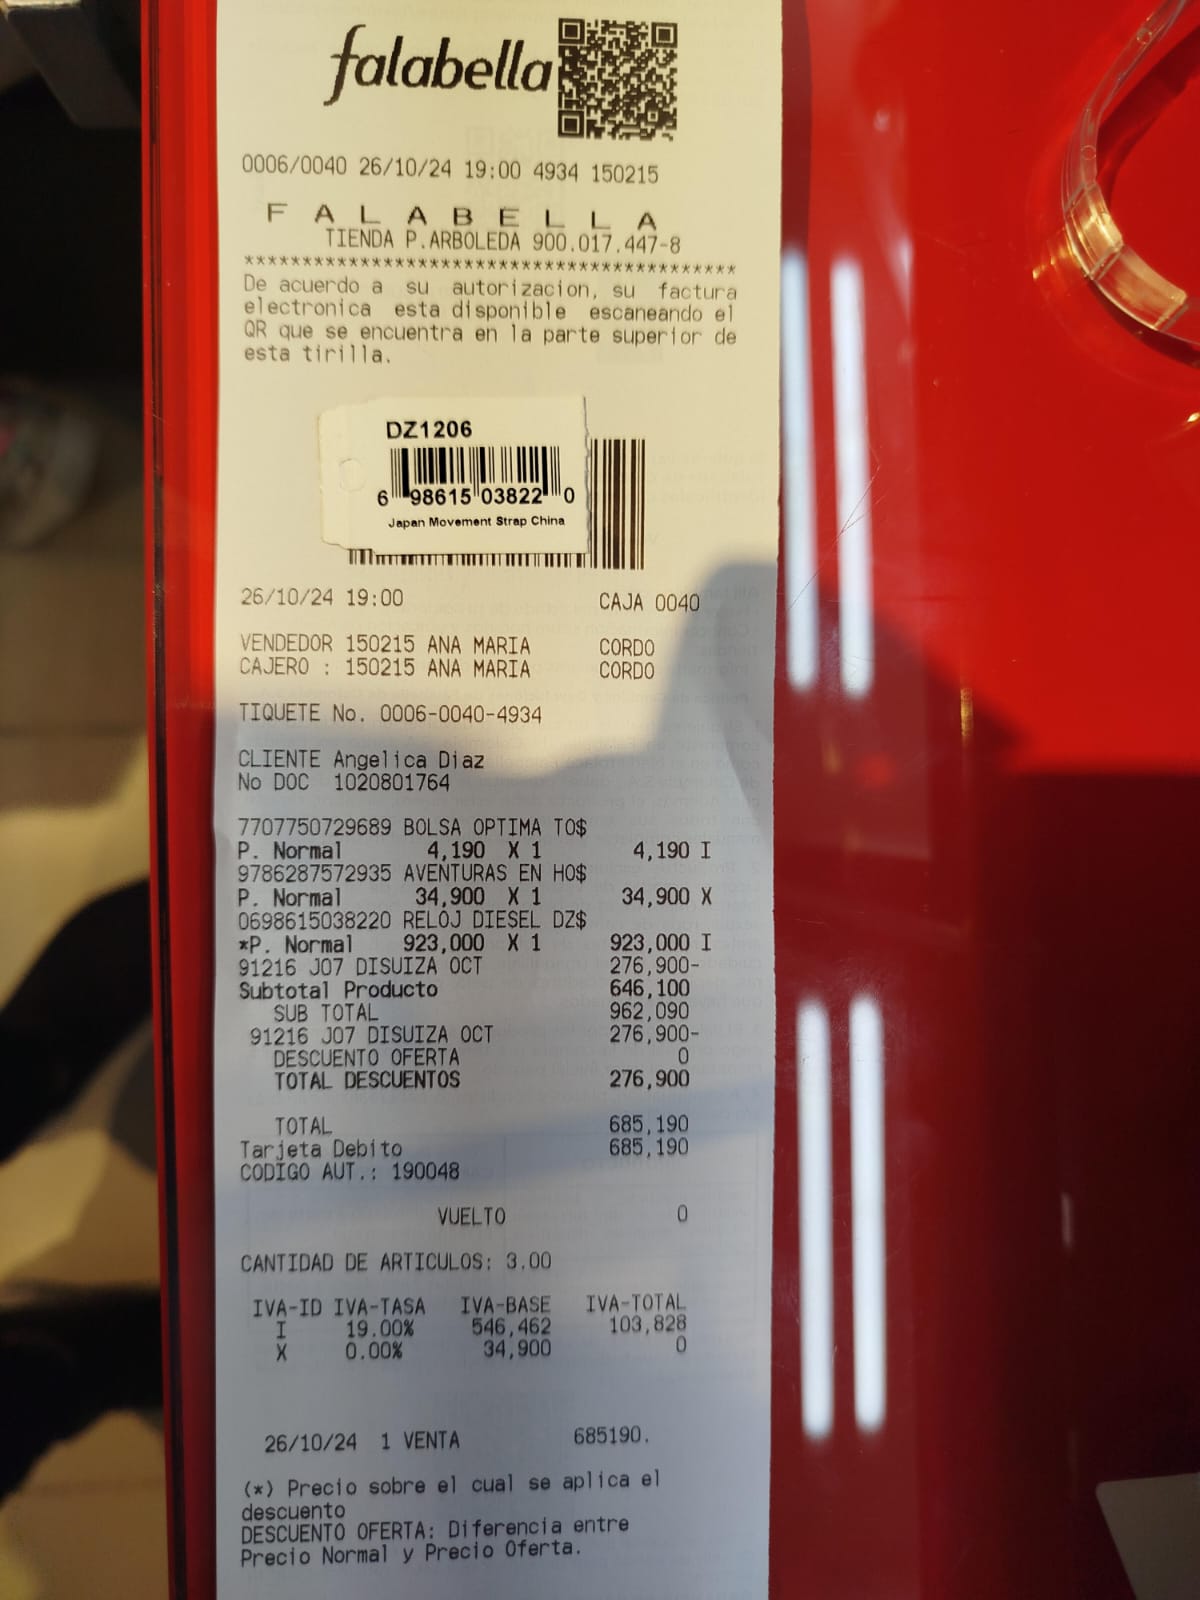 falabella
0006/0040 26/10/24 19:00 4934 150215
F A L A B E L L A
TIENDA P.ARBOLEDA 900.017.447-8
******************************************
De acuerdo a su autorizacion, su factura
electronica esta disponible escaneando el
QR que se encuentra en la parte superior de
esta tirilla.
DZ1206
6 98615 03822 0
Japan Movement Strap China
26/10/24 19:00 CAJA 0040
VENDEDOR 150215 ANA MARIA CORDO
CAJERO : 150215 ANA MARIA CORDO
TIQUETE No. 0006-0040-4934
CLIENTE Angelica Diaz
No DOC 1020801764
7707750729689 BOLSA OPTIMA TO$
P. Normal 4,190 X 1 4,190 I
9786287572935 AVENTURAS EN HO$
P. Normal 34,900 X 1 34,900 X
0698615038220 RELOJ DIESEL DZ$
*P. Normal 923,000 X 1 923,000 I
91216 J07 DISUIZA OCT 276,900-
Subtotal Producto 646,100
SUB TOTAL 962,090
91216 J07 DISUIZA OCT 276,900-
DESCUENTO OFERTA 0
TOTAL DESCUENTOS 276,900
TOTAL 685,190
Tarjeta Debito 685,190
CODIGO AUT.: 190048
VUELTO 0
CANTIDAD DE ARTICULOS: 3.00
IVA-ID IVA-TASA IVA-BASE IVA-TOTAL
I 19.00% 546,462 103,828
X 0.00% 34,900 0
26/10/24 1 VENTA 685190.
(*) Precio sobre el cual se aplica el
descuento
DESCUENTO OFERTA: Diferencia entre
Precio Normal y Precio Oferta.